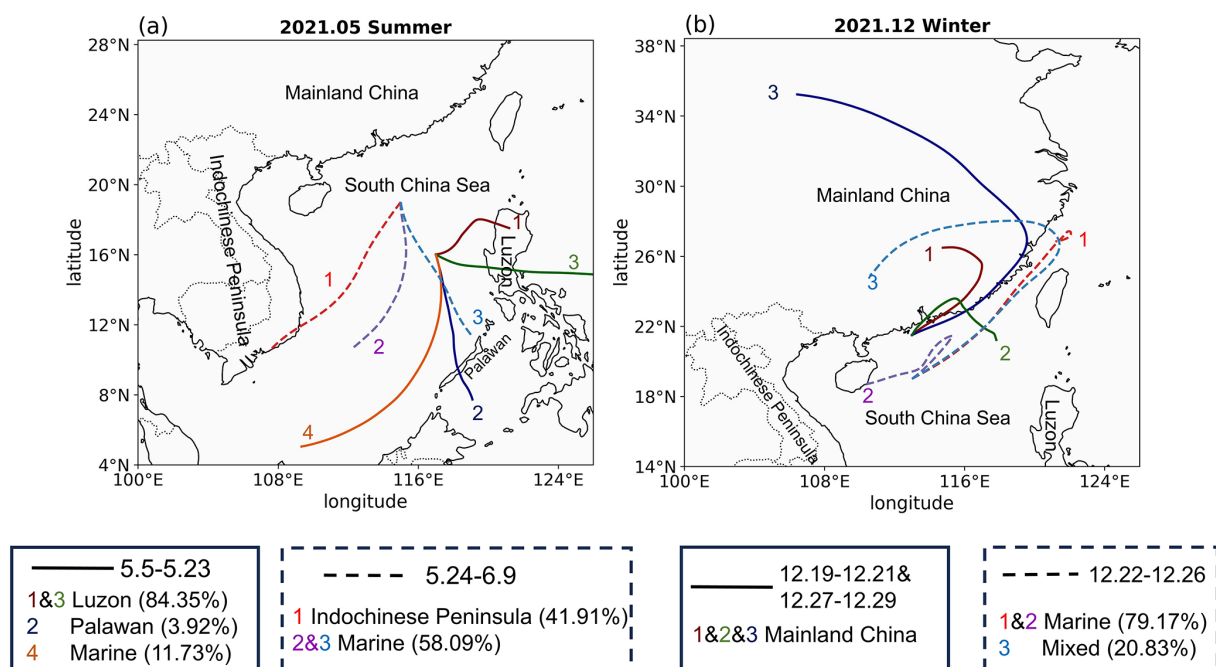 (a) 2021.05 Summer
28°N
24°N
20°N
16°N
12°N
8°N
4°N
latitude
100°E 108°E 116°E 124°E
longitude
Mainland China
South China Sea
Indochinese Peninsula
Luzon
Palawan
1
3
1
2
3
2
4
(b) 2021.12 Winter
38°N
34°N
30°N
26°N
22°N
18°N
14°N
latitude
100°E 108°E 116°E 124°E
longitude
3
Mainland China
1
1
3
2
2
South China Sea
Indochinese Peninsula
Luzon
5.5-5.23
1&3 Luzon (84.35%)
2 Palawan (3.92%)
4 Marine (11.73%)
5.24-6.9
1 Indochinese Peninsula (41.91%)
2&3 Marine (58.09%)
12.19-12.21&
12.27-12.29
1&2&3 Mainland China
12.22-12.26
1&2 Marine (79.17%)
3 Mixed (20.83%)